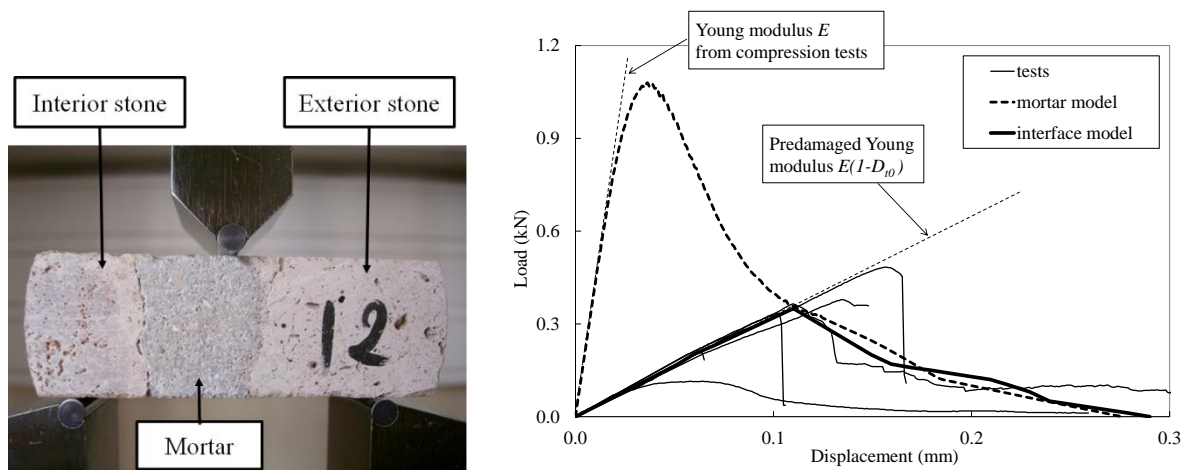 Interior stone
Exterior stone
12
Mortar
Young modulus E
from compression tests
Predamaged Young
modulus E(1-D_{t0})
tests
mortar model
interface model
Load (kN)
1.2
0.9
0.6
0.3
0.0
0.0
0.1
0.2
0.3
Displacement (mm)